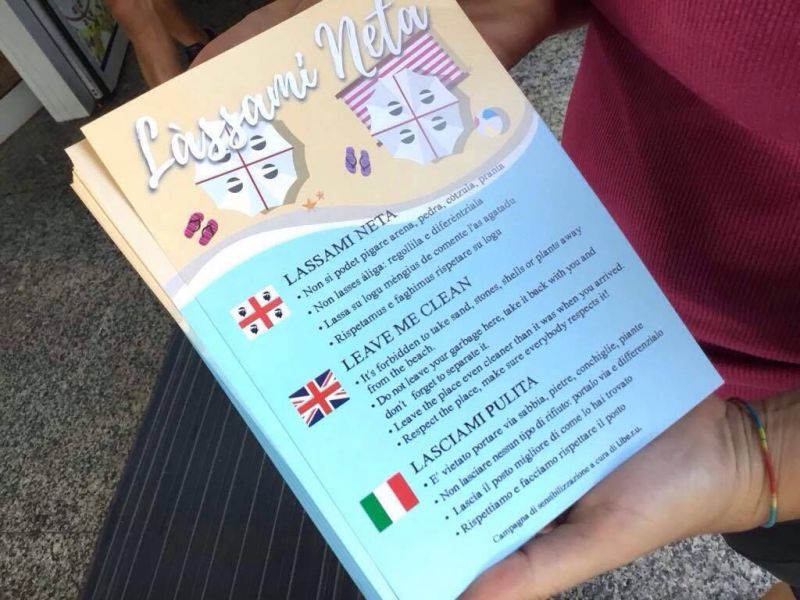 Làssami Neta
LASSAMI NETA
• Non si podet pigare arena, pedra, còtzula, pranta
• Non lasses àliga: regollila e diferèntziala
• Lassa su logu mèngius de comente l'as agatadu
• Rispetamus e faghimus rispetare su logu
LEAVE ME CLEAN
• It's forbidden to take sand, stones, shells or plants away
from the beach.
• Do not leave your garbage here, take it back with you and
don't forget to separate it.
• Leave the place even cleaner than it was when you arrived.
• Respect the place, make sure everybody respects it!
LASCIAMI PULITA
• E' vietato portare via sabbia, pietre, conchiglie, piante
• Non lasciare nessun tipo di rifiuto: portalo via e differenzialo
• Lascia il posto migliore di come lo hai trovato
• Rispettiamo e facciamo rispettare il posto
Campagna di sensibilizzazione a cura di Libe.r.u.